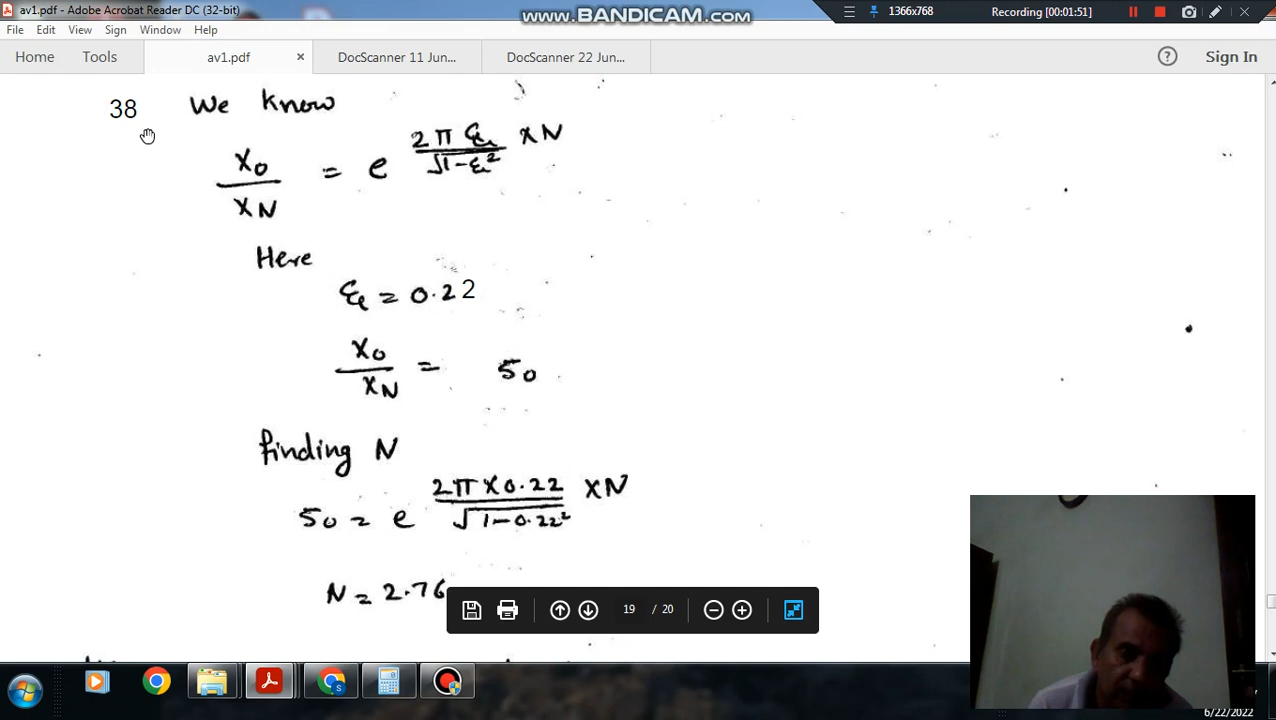 av1.pdf - Adobe Acrobat Reader DC (32-bit)
www.BANDICAM.com
1366x768
Recording [00:01:51]
File Edit View Sign Window Help
Home Tools av1.pdf × DocScanner 11 Jun... DocScanner 22 Jun... ? Sign In
38 We know
x0/xN = e^(2π ξ/√1-ξ² × N)
Here
ξ = 0.22
x0/xN = 50
finding N
50 = e^(2π × 0.22/√1-0.22² × N)
N = 2.76
19 / 20
6/22/2022